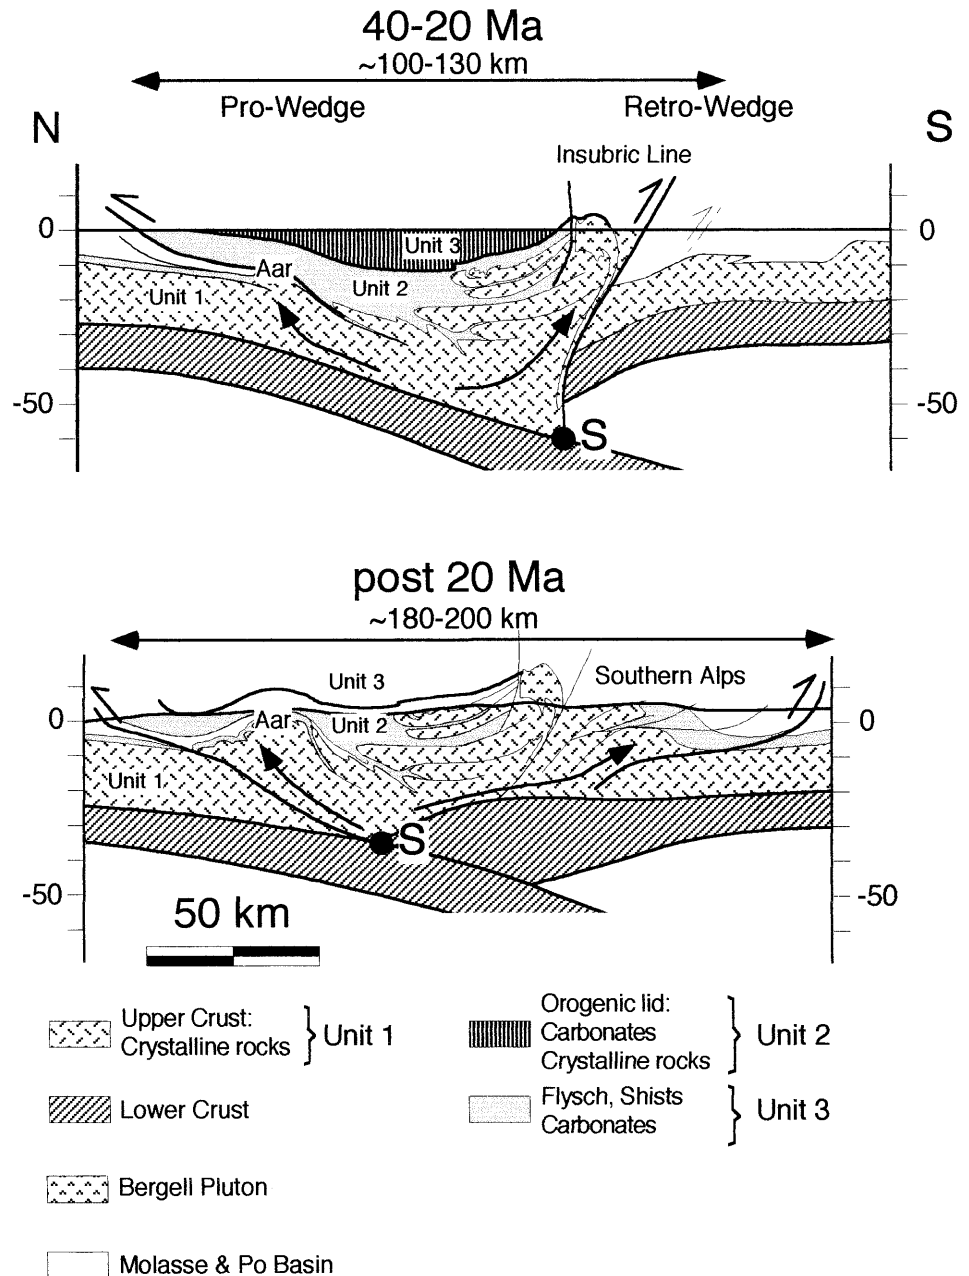 40-20 Ma
~100-130 km
Pro-Wedge Retro-Wedge
N S
Insubric Line
0 0
Unit 3
Aar
Unit 1 Unit 2
-50 -50
S
post 20 Ma
~180-200 km
Unit 3 Southern Alps
0 Aar Unit 2 0
Unit 1
S
-50 -50
50 km
Upper Crust:
Crystalline rocks
Unit 1
Orogenic lid:
Carbonates
Crystalline rocks
Unit 2
Lower Crust
Flysch, Shists
Carbonates
Unit 3
Bergell Pluton
Molasse & Po Basin